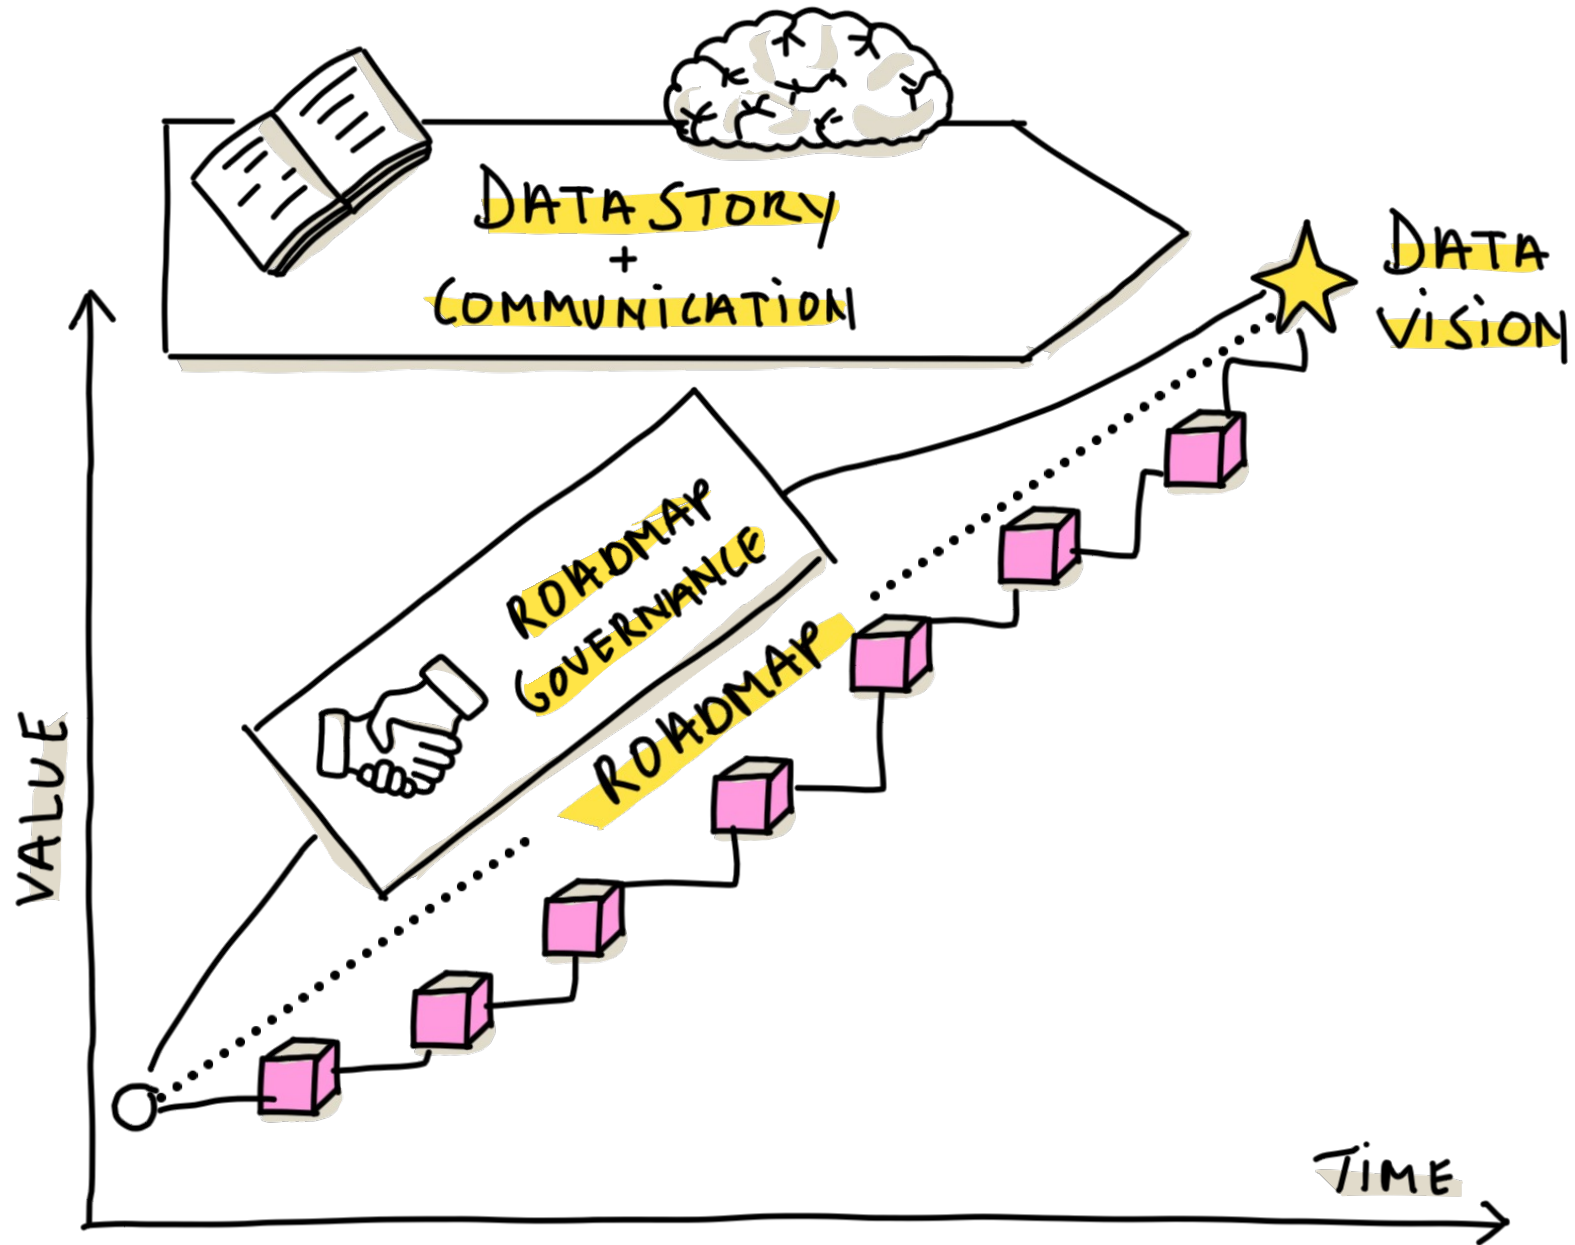 DATA STORY
+
COMMUNICATION
DATA
VISION
ROADMAP
GOVERNANCE
ROADMAP
VALUE
TIME